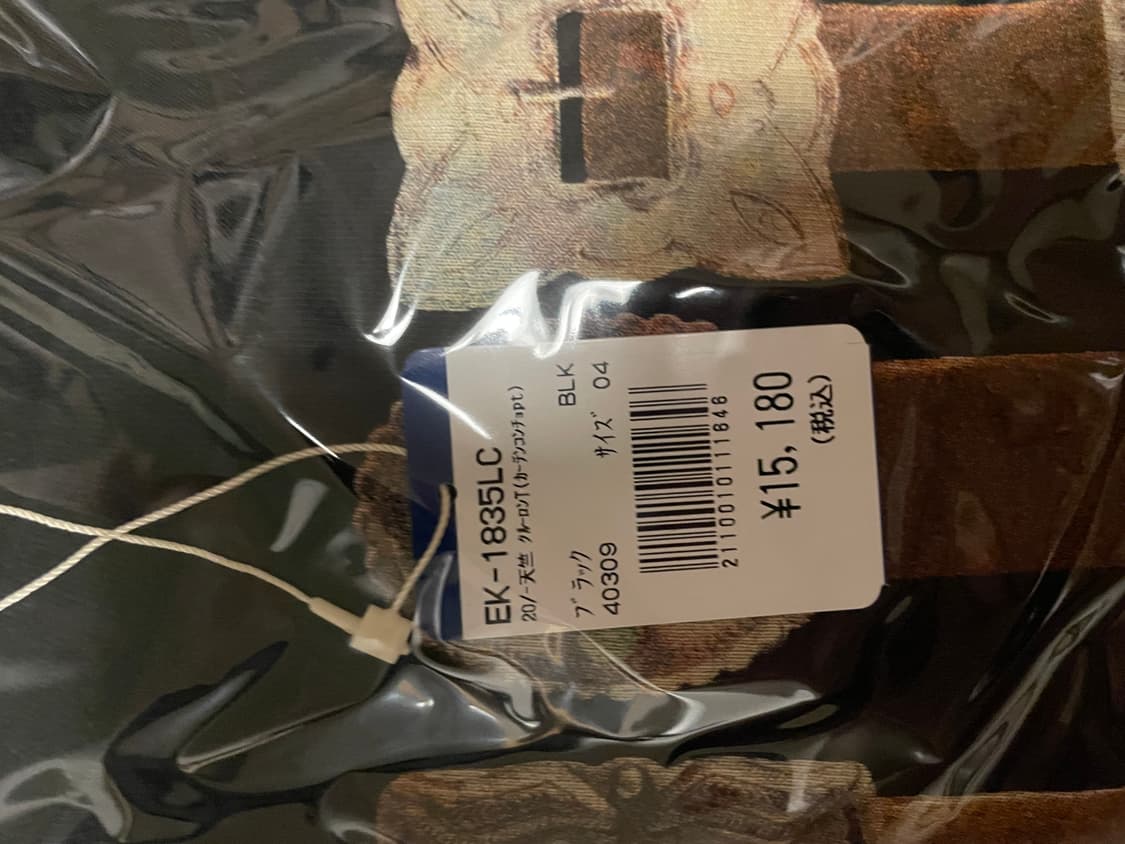 EK-1835LC
20/-天竺 ｸﾙｰﾛﾝT(ｶｰﾃﾝｺﾝﾁｮpt)
ﾌﾞﾗｯｸ BLK
40309 ｻｲｽﾞ 04
2110010111646
¥15,180
(税込)